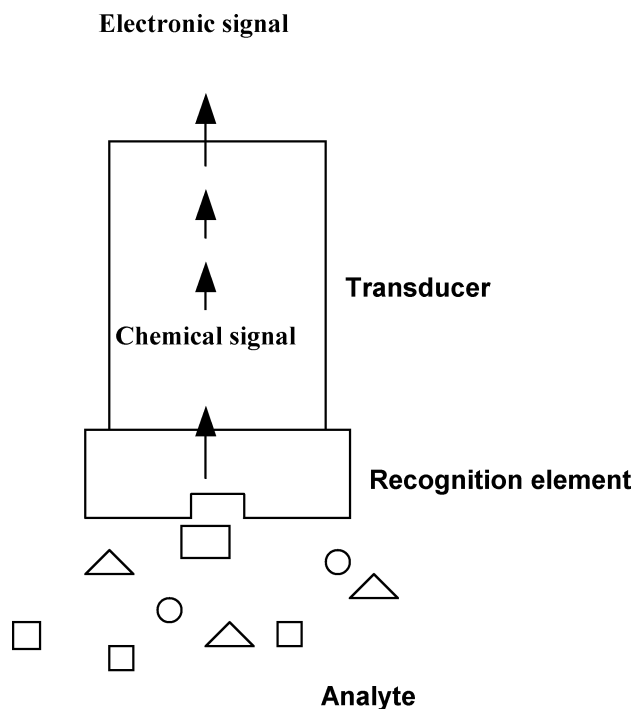 Electronic signal
Transducer
Chemical signal
Recognition element
Analyte